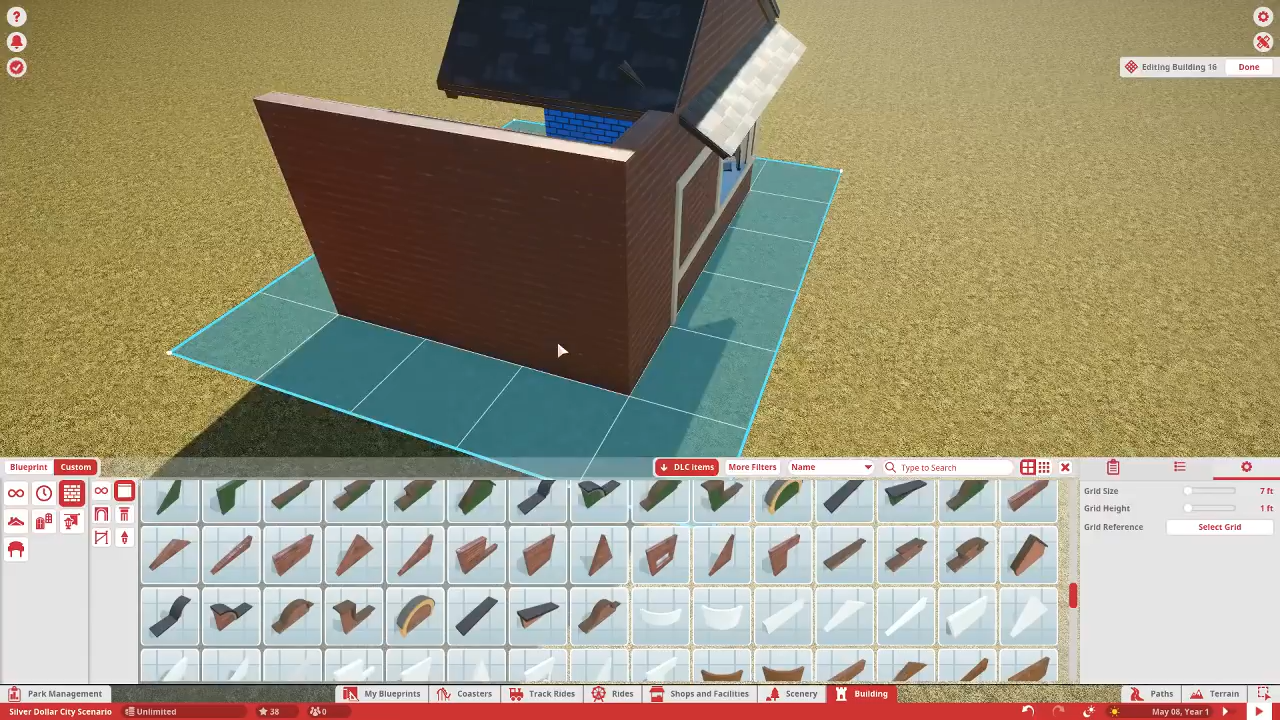 Editing Building 16
Done
Blueprint
Custom
DLC Items
More Filters
Name
Type to Search
Grid Size
7 ft
Grid Height
1 ft
Grid Reference
Select Grid
Park Management
My Blueprints
Coasters
Track Rides
Rides
Shops and Facilities
Scenery
Building
Paths
Terrain
Silver Dollar City Scenario
Unlimited
38
0
May 08, Year 1